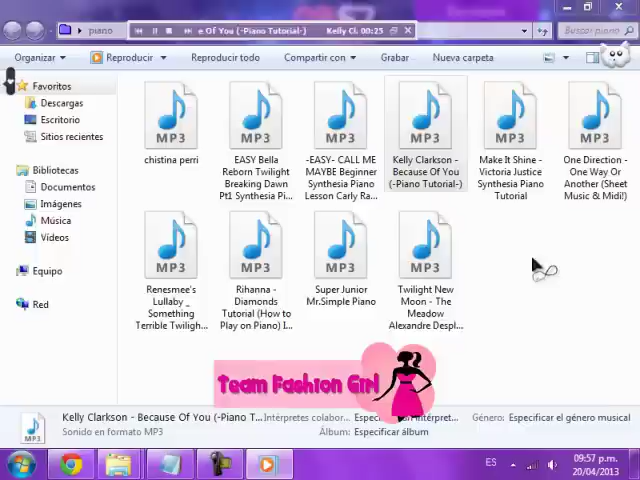 piano
e Of You (-Piano Tutorial-) Kelly Cl. 00:25
Buscar piano
Organizar
Reproducir
Reproducir todo
Compartir con
Grabar
Nueva carpeta
Favoritos
Descargas
Escritorio
Sitios recientes
Bibliotecas
Documentos
Imágenes
Música
Vídeos
Equipo
Red
MP3
chistina perri
MP3
EASY Bella
Reborn Twilight
Breaking Dawn
Pt1 Synthesia Pi...
MP3
-EASY- CALL ME
MAYBE Beginner
Synthesia Piano
Lesson Carly Ra...
MP3
Kelly Clarkson -
Because Of You
(-Piano Tutorial-)
MP3
Make It Shine -
Victoria Justice
Synthesia Piano
Tutorial
MP3
One Direction -
One Way Or
Another (Sheet
Music & Midi!)
MP3
Renesmee's
Lullaby _
Something
Terrible Twiligh...
MP3
Rihanna -
Diamonds
Tutorial (How to
Play on Piano) I...
MP3
Super Junior
Mr.Simple Piano
MP3
Twilight New
Moon - The
Meadow
Alexandre Despl...
Team Fashion Girl
MP3
Kelly Clarkson - Because Of You (-Piano T...
Intérpretes colabor...
Género: Especificar el género musical
Sonido en formato MP3
Álbum: Especificar álbum
ES
09:57 p.m.
20/04/2013